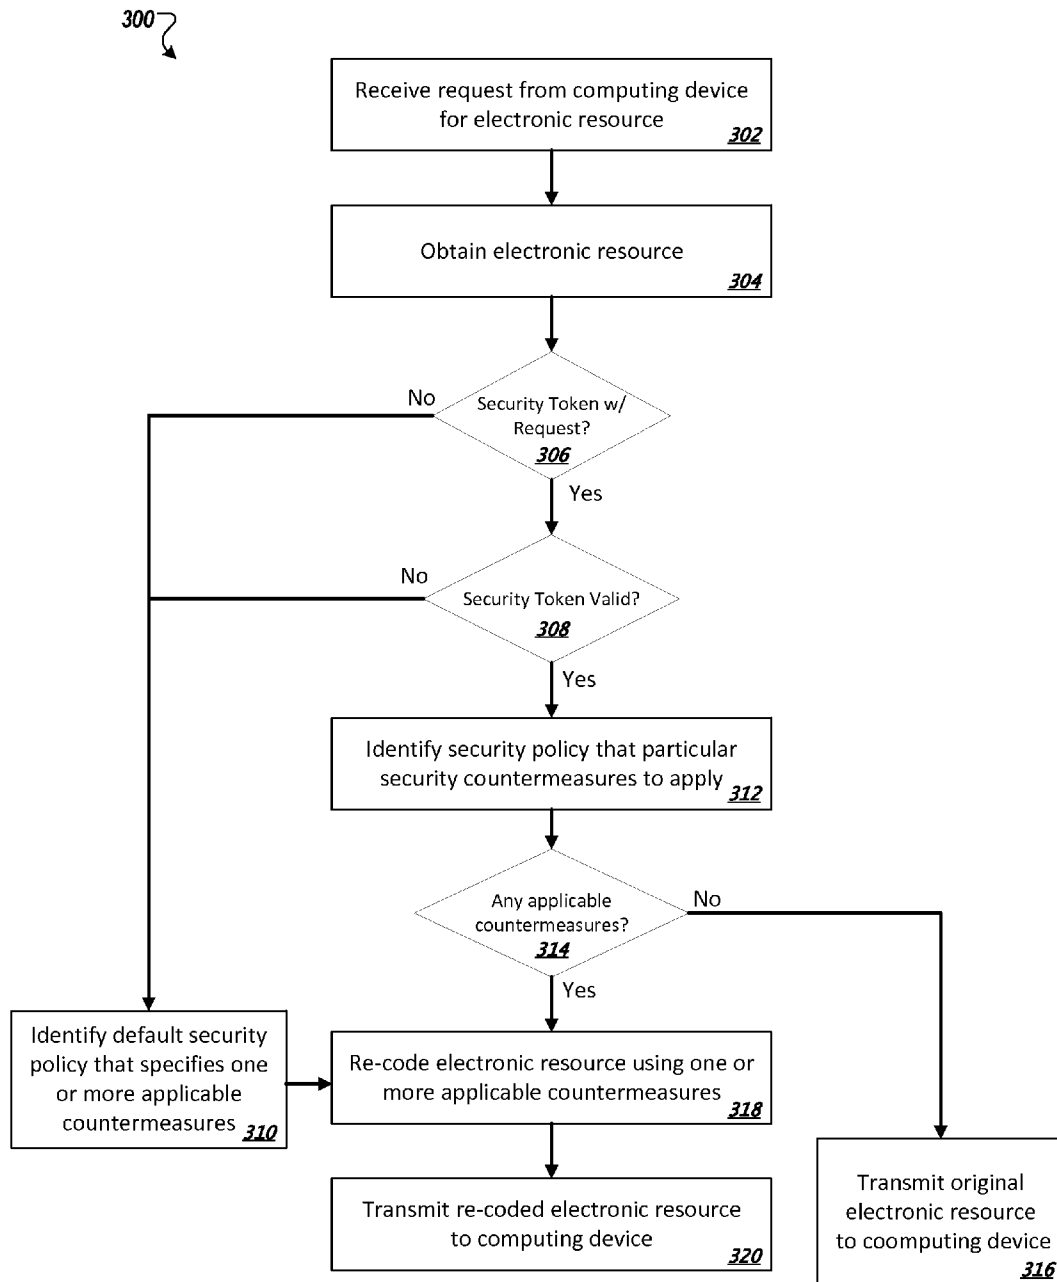 300
Receive request from computing device
for electronic resource
302
Obtain electronic resource
304
No
Security Token w/
Request?
306
Yes
No
Security Token Valid?
308
Yes
Identify security policy that particular
security countermeasures to apply
312
Any applicable
countermeasures?
314
No
Yes
Identify default security
policy that specifies one
or more applicable
countermeasures
310
Re-code electronic resource using one or
more applicable countermeasures
318
Transmit re-coded electronic resource
to computing device
320
Transmit original
electronic resource
to coomputing device
316